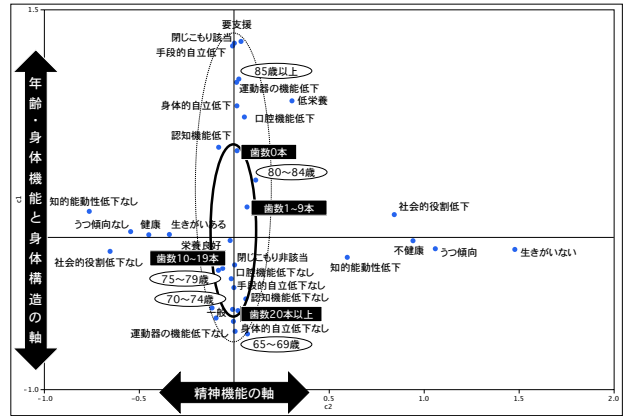 1.5
要支援
閉じこもり該当
手段的自立低下
85歳以上
運動器の機能低下
低栄養
身体的自立低下
口腔機能低下
認知機能低下
歯数0本
80〜84歳
歯数1~9本
知的能動性低下なし
社会的役割低下
うつ傾向なし
健康
生きがいある
栄養良好
不健康
うつ傾向
生きがいない
社会的役割低下なし
歯数10~19本
閉じこもり非該当
知的能動性低下
口腔機能低下なし
75〜79歳
手段的自立低下なし
認知機能低下なし
70〜74歳
一般
歯数20本以上
運動器の機能低下なし
身体的自立低下なし
65〜69歳
年齢・身体機能と身体構造の軸
c1
-1.0
-1.0
-0.5
0.0
0.5
1.0
1.5
2.0
精神機能の軸
c2